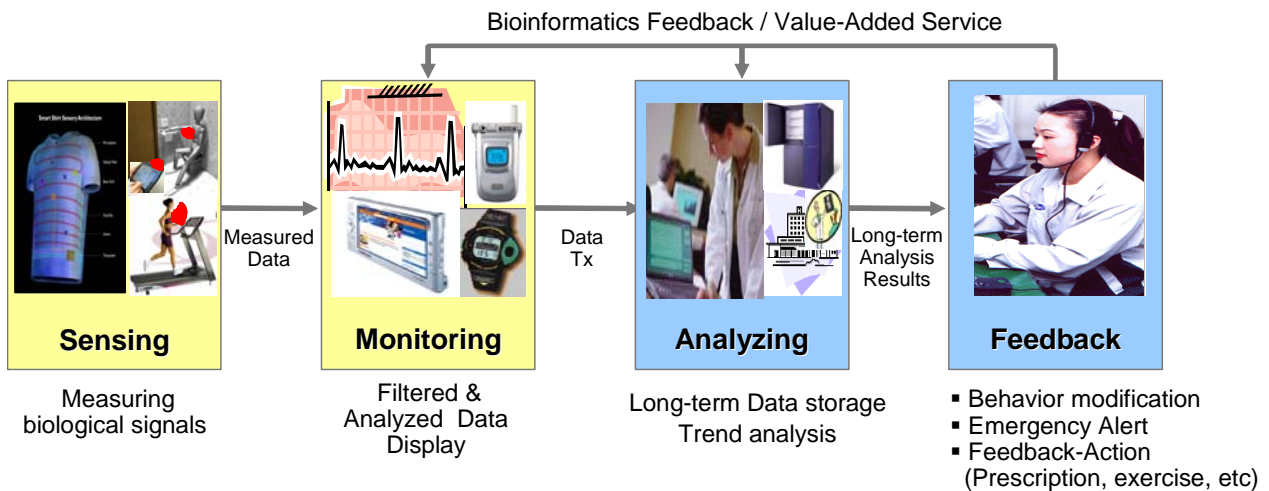 Bioinformatics Feedback / Value-Added Service
Smart Shirt Sensory Architecture
Measured
Data
Data
Tx
Long-term
Analysis
Results
Sensing
Monitoring
Analyzing
Feedback
Measuring
biological signals
Filtered &
Analyzed Data
Display
Long-term Data storage
Trend analysis
▪ Behavior modification
▪ Emergency Alert
▪ Feedback-Action
(Prescription, exercise, etc)